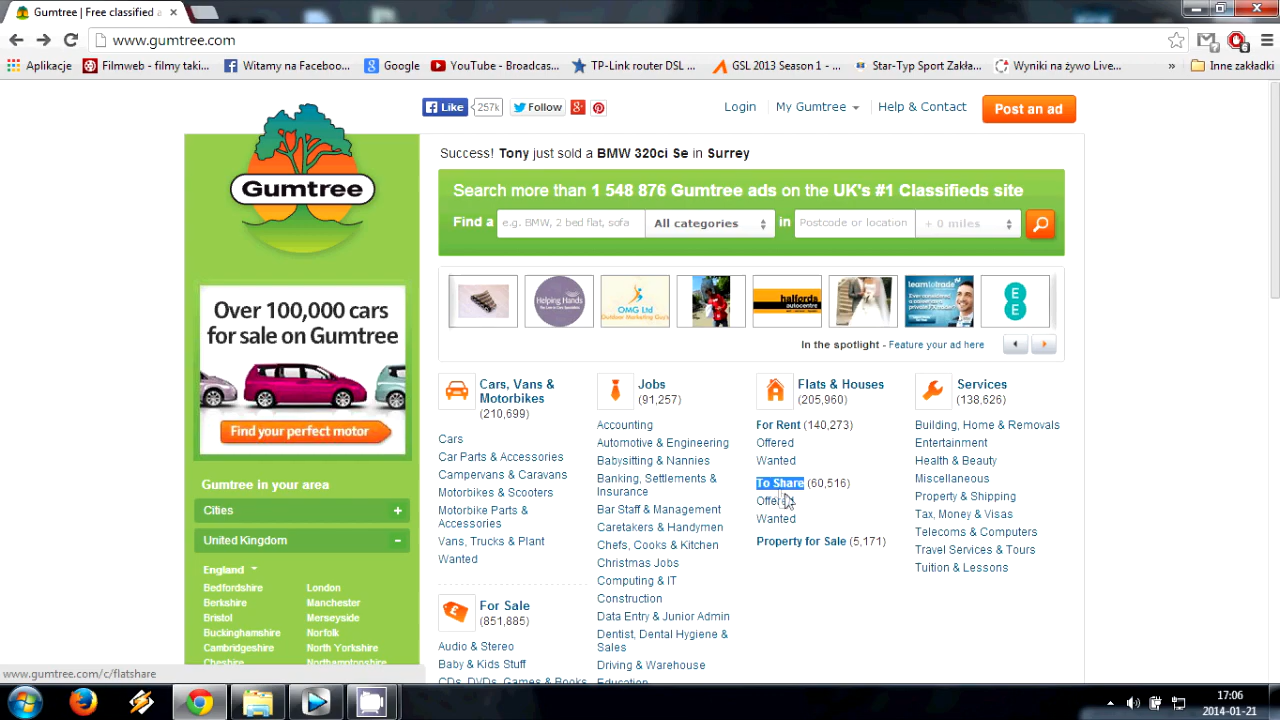 Gumtree | Free classified a
www.gumtree.com
Aplikacje
Filmweb - filmy taki...
Witamy na Faceboo...
Google
YouTube - Broadcas...
TP-Link router DSL ...
GSL 2013 Season 1 - ...
Star-Typ Sport Zakła...
Wyniki na żywo Live...
»
Inne zakładki
Like
257k
Follow
Login
My Gumtree
Help & Contact
Post an ad
Gumtree
Success! Tony just sold a BMW 320ci Se in Surrey
Search more than 1 548 876 Gumtree ads on the UK's #1 Classifieds site
Find a
e.g. BMW, 2 bed flat, sofa
All categories
in
Postcode or location
+ 0 miles
Helping Hands
OMG Ltd
Outdoor Marketing Guys
halfords
autocentre
learntotrade
EE
In the spotlight - Feature your ad here
Over 100,000 cars
for sale on Gumtree
Find your perfect motor
Gumtree in your area
Cities +
United Kingdom -
England
Bedfordshire
Berkshire
Bristol
Buckinghamshire
Cambridgeshire
Cheshire
London
Manchester
Merseyside
Norfolk
North Yorkshire
Northamptonshire
Cars, Vans &
Motorbikes
(210,699)
Cars
Car Parts & Accessories
Campervans & Caravans
Motorbikes & Scooters
Motorbike Parts &
Accessories
Vans, Trucks & Plant
Wanted
For Sale
(851,885)
Audio & Stereo
Baby & Kids Stuff
CDs, DVDs, Games & Books
Jobs
(91,257)
Accounting
Automotive & Engineering
Babysitting & Nannies
Banking, Settlements &
Insurance
Bar Staff & Management
Caretakers & Handymen
Chefs, Cooks & Kitchen
Christmas Jobs
Computing & IT
Construction
Data Entry & Junior Admin
Dentist, Dental Hygiene &
Sales
Driving & Warehouse
Education
Flats & Houses
(205,960)
For Rent (140,273)
Offered
Wanted
To Share (60,516)
Offered
Wanted
Property for Sale (5,171)
Services
(138,626)
Building, Home & Removals
Entertainment
Health & Beauty
Miscellaneous
Property & Shipping
Tax, Money & Visas
Telecoms & Computers
Travel Services & Tours
Tuition & Lessons
www.gumtree.com/c/flatshare
17:06
2014-01-21